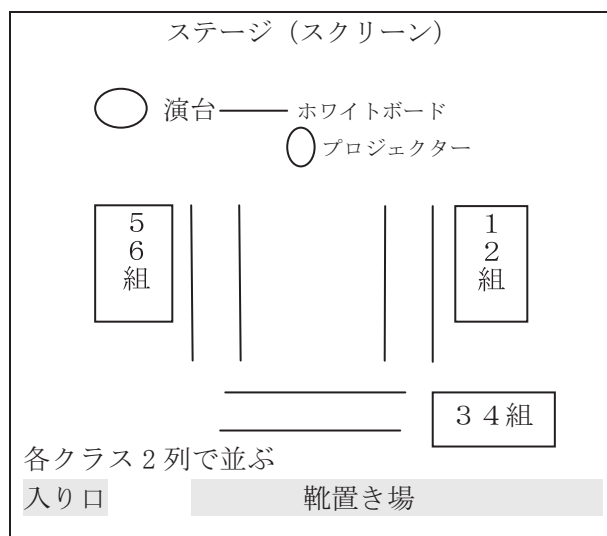 ステージ（スクリーン）
演台
ホワイトボード
プロジェクター
５６組
１２組
３４組
各クラス２列で並ぶ
入り口
靴置き場